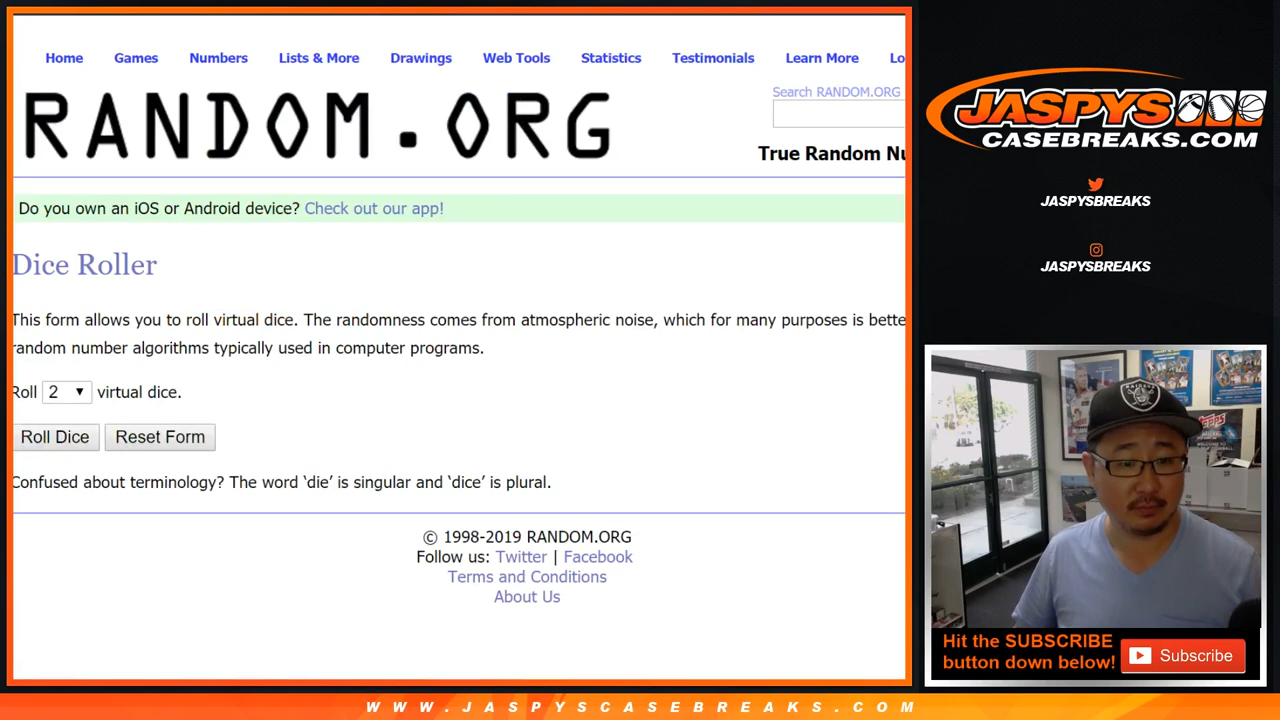 Home Games Numbers Lists & More Drawings Web Tools Statistics Testimonials Learn More Lo
RANDOM.ORG
Search RANDOM.ORG
True Random Nu
Do you own an iOS or Android device? Check out our app!
Dice Roller
This form allows you to roll virtual dice. The randomness comes from atmospheric noise, which for many purposes is bette
random number algorithms typically used in computer programs.
Roll 2 virtual dice.
Roll Dice Reset Form
Confused about terminology? The word ‘die’ is singular and ‘dice’ is plural.
© 1998-2019 RANDOM.ORG
Follow us: Twitter | Facebook
Terms and Conditions
About Us
JASPYS
CASEBREAKS.COM
JASPYSBREAKS
JASPYSBREAKS
RAIDERS
TOPPS
Hit the SUBSCRIBE
button down below!
Subscribe
WWW.JASPYSCASEBREAKS.COM